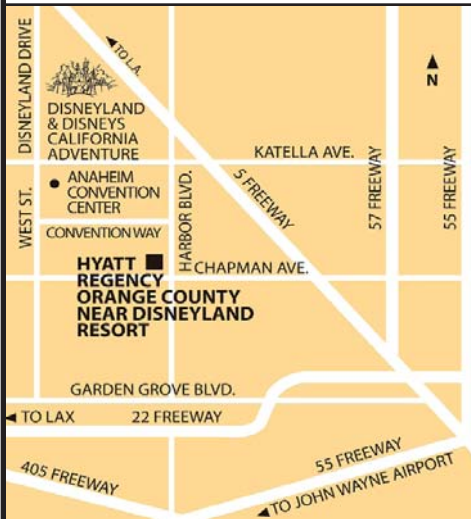 DISNEYLAND DRIVE
TO L.A.
N
DISNEYLAND
& DISNEYS
CALIFORNIA
ADVENTURE
KATELLA AVE.
ANAHEIM
CONVENTION
CENTER
WEST ST.
HARBOR BLVD.
5 FREEWAY
57 FREEWAY
55 FREEWAY
CONVENTION WAY
HYATT
REGENCY
ORANGE COUNTY
NEAR DISNEYLAND
RESORT
CHAPMAN AVE.
GARDEN GROVE BLVD.
TO LAX
22 FREEWAY
405 FREEWAY
55 FREEWAY
TO JOHN WAYNE AIRPORT